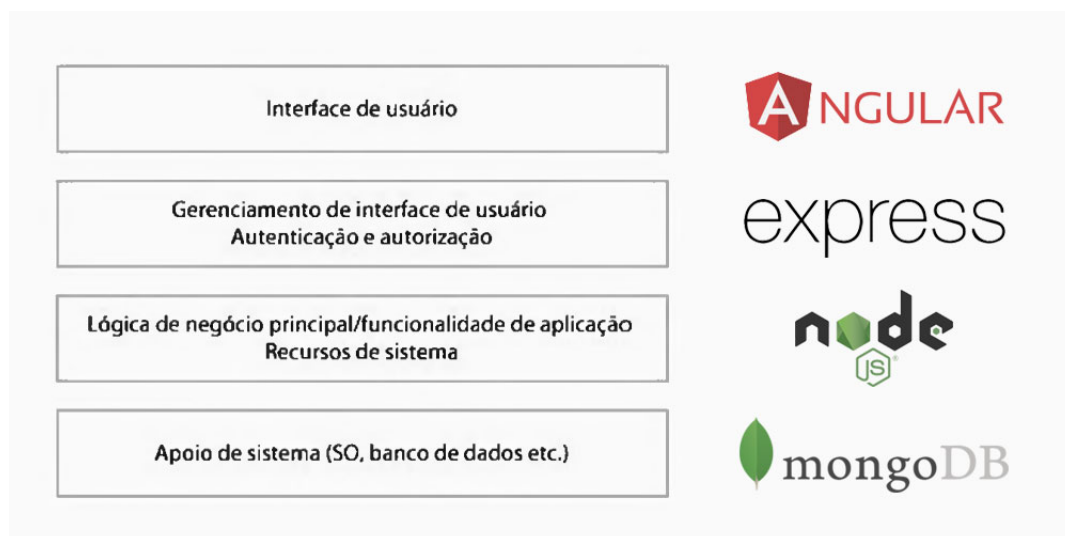 Interface de usuário
ANGULAR
Gerenciamento de interface de usuário
Autenticação e autorização
express
Lógica de negócio principal/funcionalidade de aplicação
Recursos de sistema
node
JS
Apoio de sistema (SO, banco de dados etc.)
mongoDB